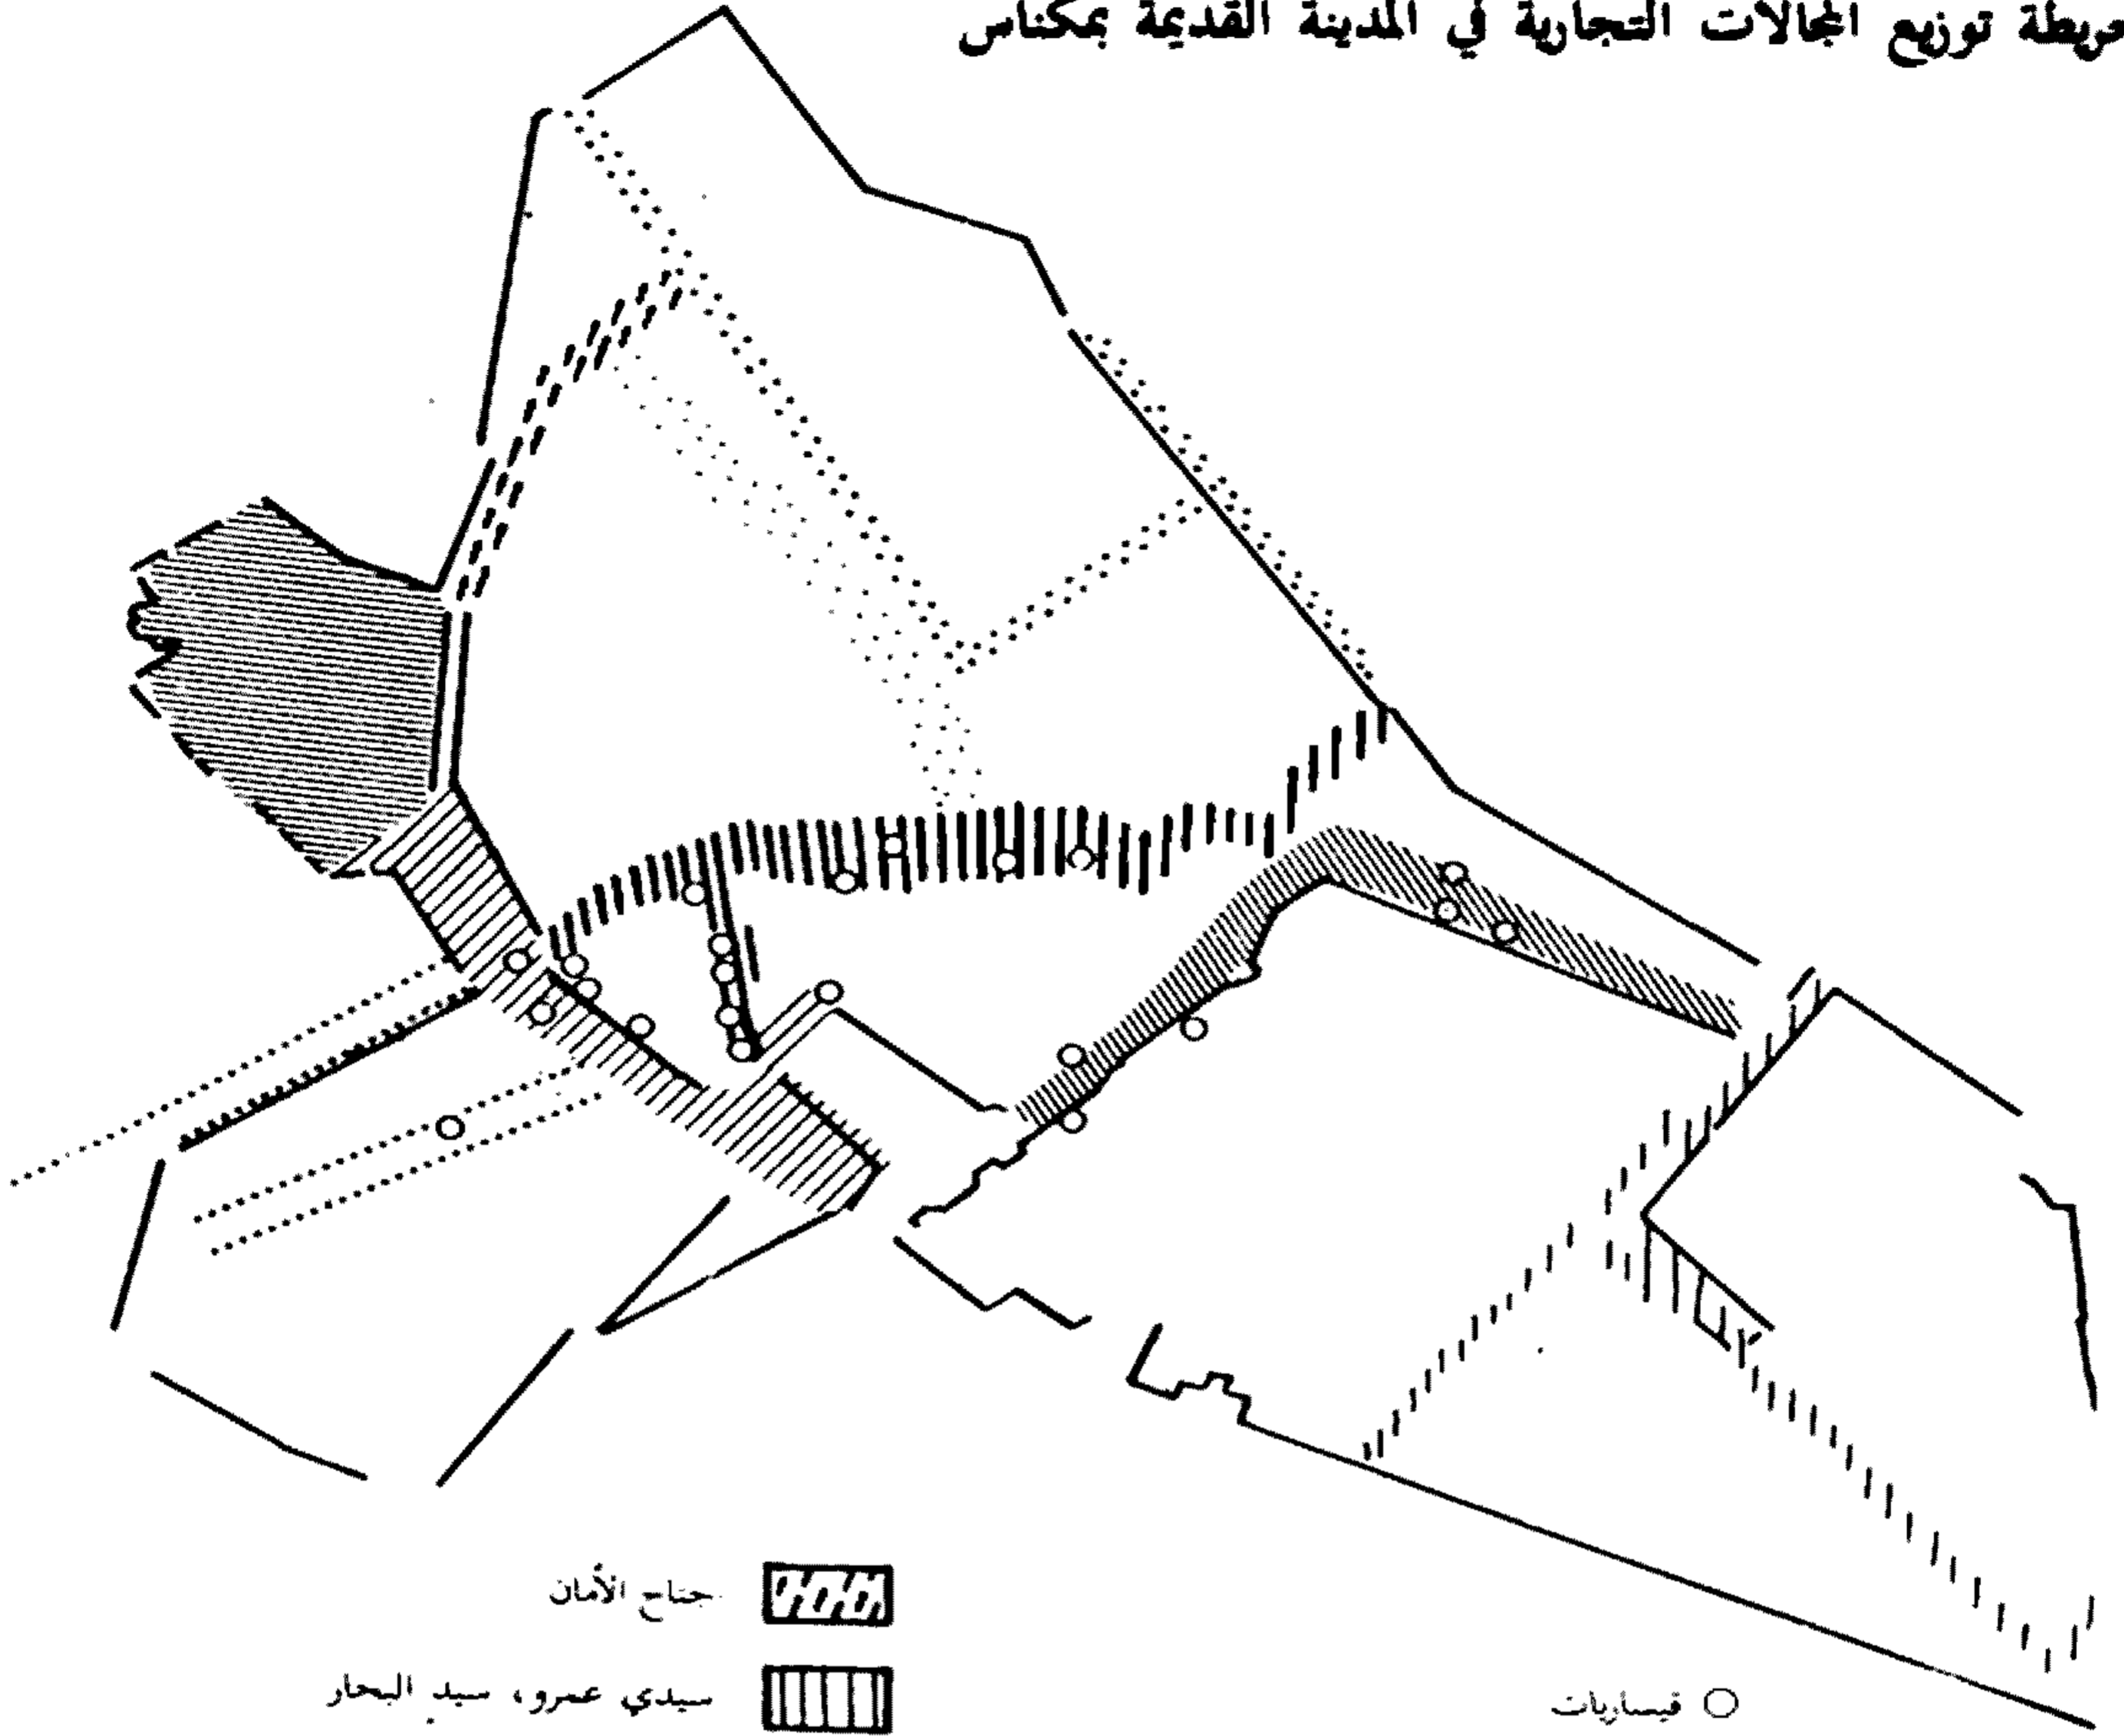 خريطة توزيع المجالات التجارية في المدينة القديمة بمكناس
جناح الأمان
سيدي عمرو، سيد البحار
قيساريات